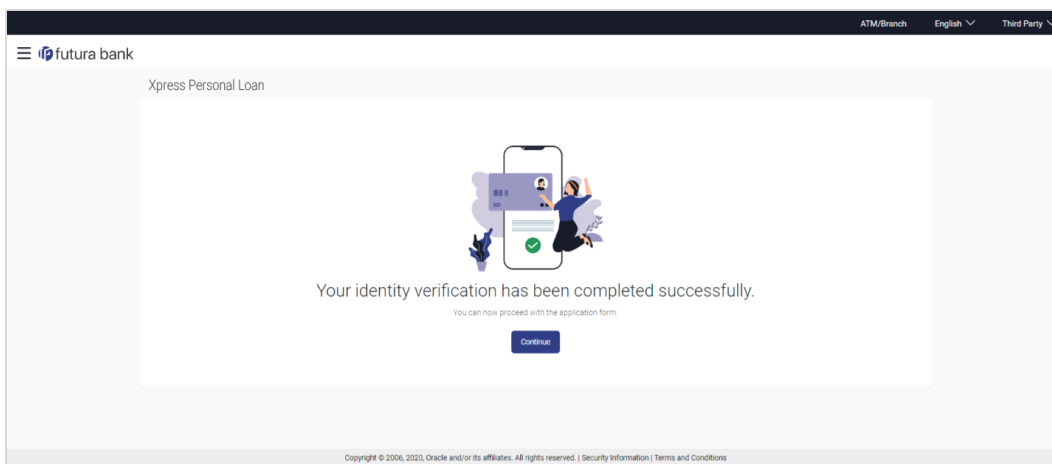 ATM/Branch English Third Party
futura bank
Xpress Personal Loan
Your identity verification has been completed successfully.
You can now proceed with the application form.
Continue
Copyright © 2006, 2020, Oracle and/or its affiliates. All rights reserved. | Security Information | Terms and Conditions